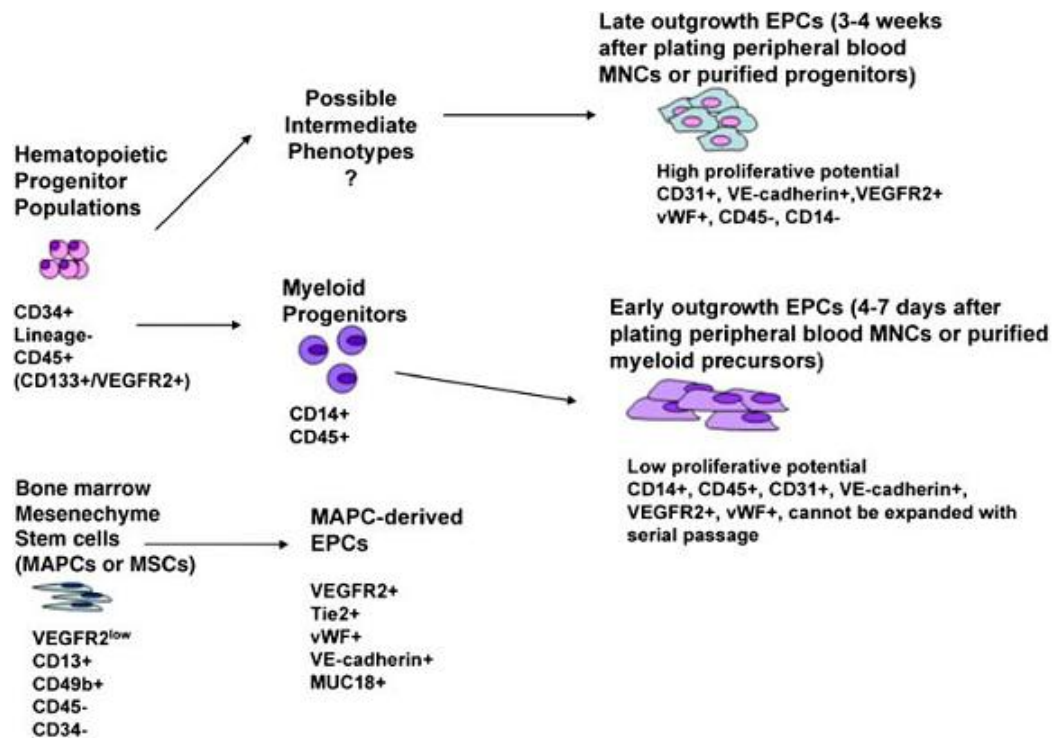 Hematopoietic
Progenitor
Populations
CD34+
Lineage-
CD45+
(CD133+/VEGFR2+)
Possible
Intermediate
Phenotypes
?
Late outgrowth EPCs (3-4 weeks
after plating peripheral blood
MNCs or purified progenitors)
High proliferative potential
CD31+, VE-cadherin+,VEGFR2+
vWF+, CD45-, CD14-
Myeloid
Progenitors
CD14+
CD45+
Early outgrowth EPCs (4-7 days after
plating peripheral blood MNCs or purified
myeloid precursors)
Low proliferative potential
CD14+, CD45+, CD31+, VE-cadherin+,
VEGFR2+, vWF+, cannot be expanded with
serial passage
Bone marrow
Mesenechyme
Stem cells
(MAPCs or MSCs)
VEGFR2low
CD13+
CD49b+
CD45-
CD34-
MAPC-derived
EPCs
VEGFR2+
Tie2+
vWF+
VE-cadherin+
MUC18+